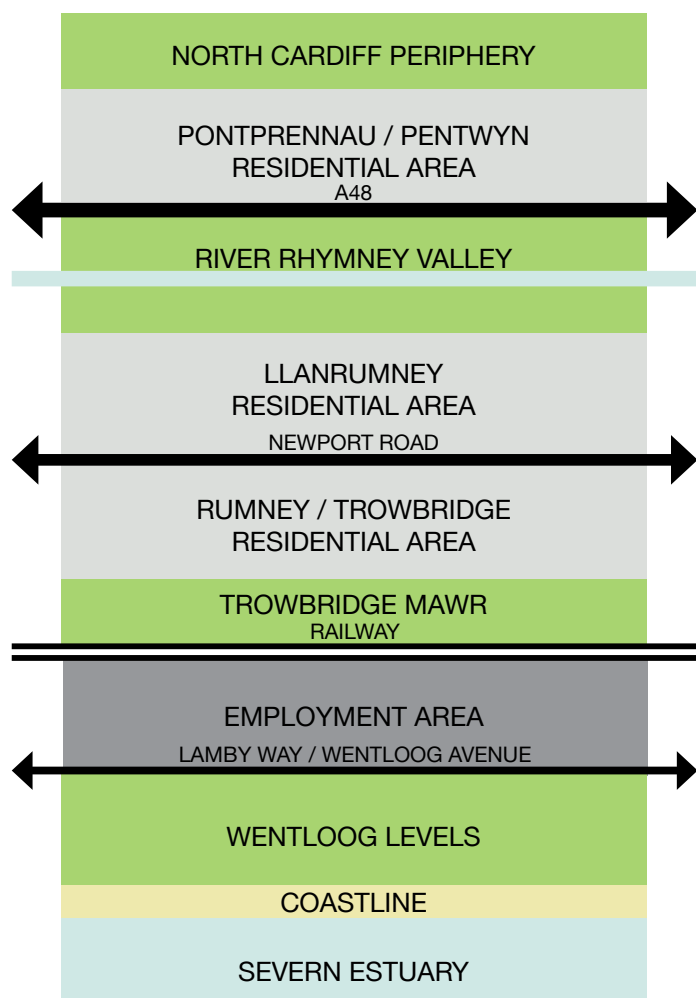 NORTH CARDIFF PERIPHERY
PONTPRENNAU / PENTWYN
RESIDENTIAL AREA
A48
RIVER RHYMNEY VALLEY
LLANRUMNEY
RESIDENTIAL AREA
NEWPORT ROAD
RUMNEY / TROWBRIDGE
RESIDENTIAL AREA
TROWBRIDGE MAWR
RAILWAY
EMPLOYMENT AREA
LAMBY WAY / WENTLOOG AVENUE
WENTLOOG LEVELS
COASTLINE
SEVERN ESTUARY